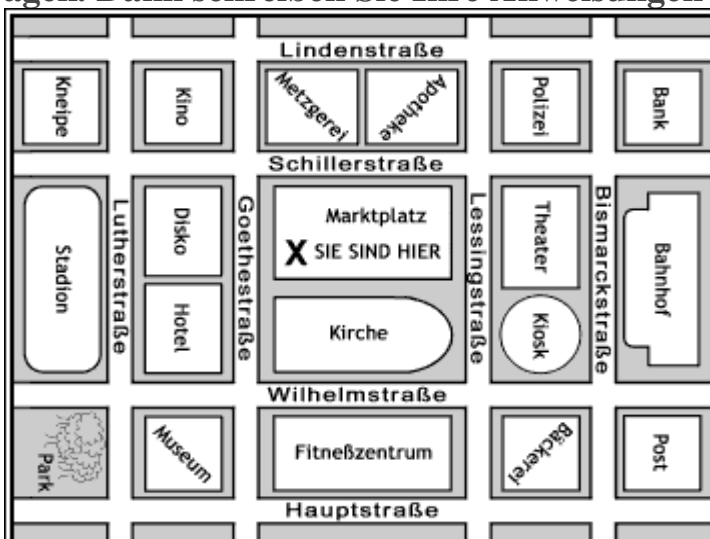 agen. Dann schreiben Sie Ihre Anweisungen
Lindenstraße
Kneipe
Kino
Metzgerei
Apotheke
Polizei
Bank
Schillerstraße
Stadion
Lutherstraße
Disko
Hotel
Goethestraße
Marktplatz
X SIE SIND HIER
Kirche
Lessingstraße
Theater
Kiosk
Bismarckstraße
Bahnhof
Wilhelmstraße
Park
Museum
Fitneßzentrum
Bäckerei
Post
Hauptstraße